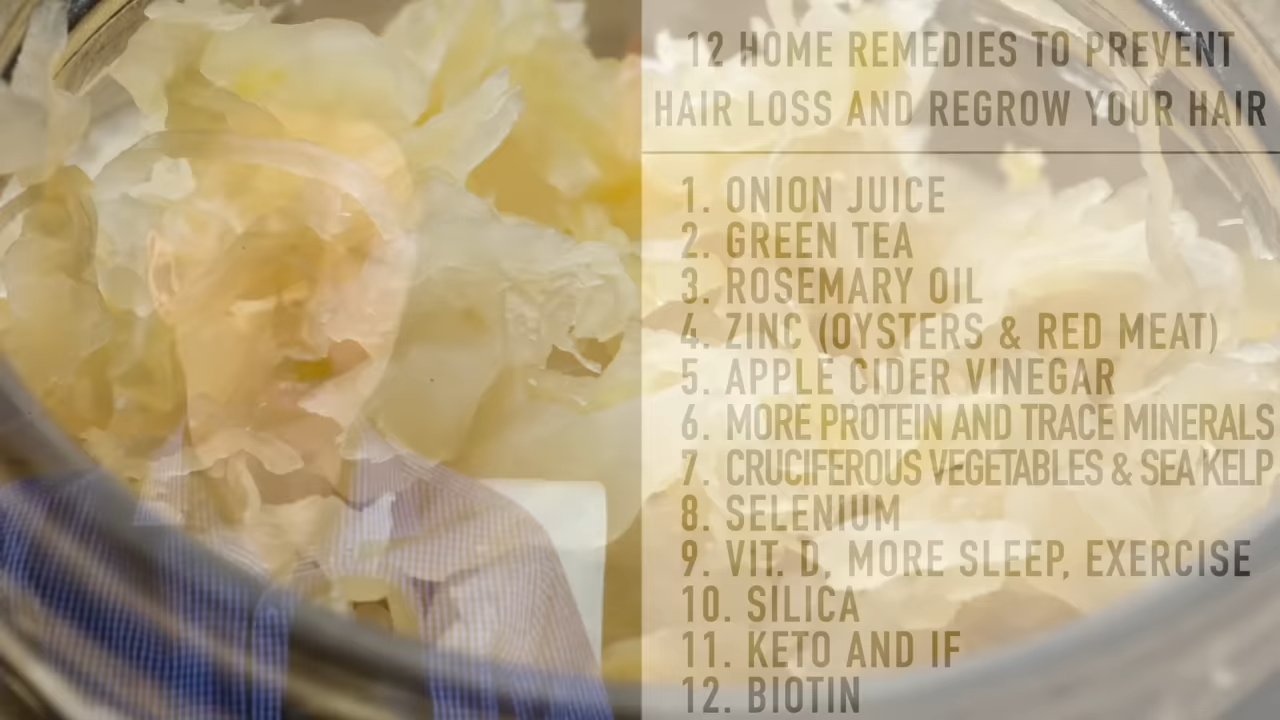 12 HOME REMEDIES TO PREVENT
HAIR LOSS AND REGROW YOUR HAIR
1. ONION JUICE
2. GREEN TEA
3. ROSEMARY OIL
4. ZINC (OYSTERS & RED MEAT)
5. APPLE CIDER VINEGAR
6. MORE PROTEIN AND TRACE MINERALS
7. CRUCIFEROUS VEGETABLES & SEA KELP
8. SELENIUM
9. VIT. D, MORE SLEEP, EXERCISE
10. SILICA
11. KETO AND IF
12. BIOTIN